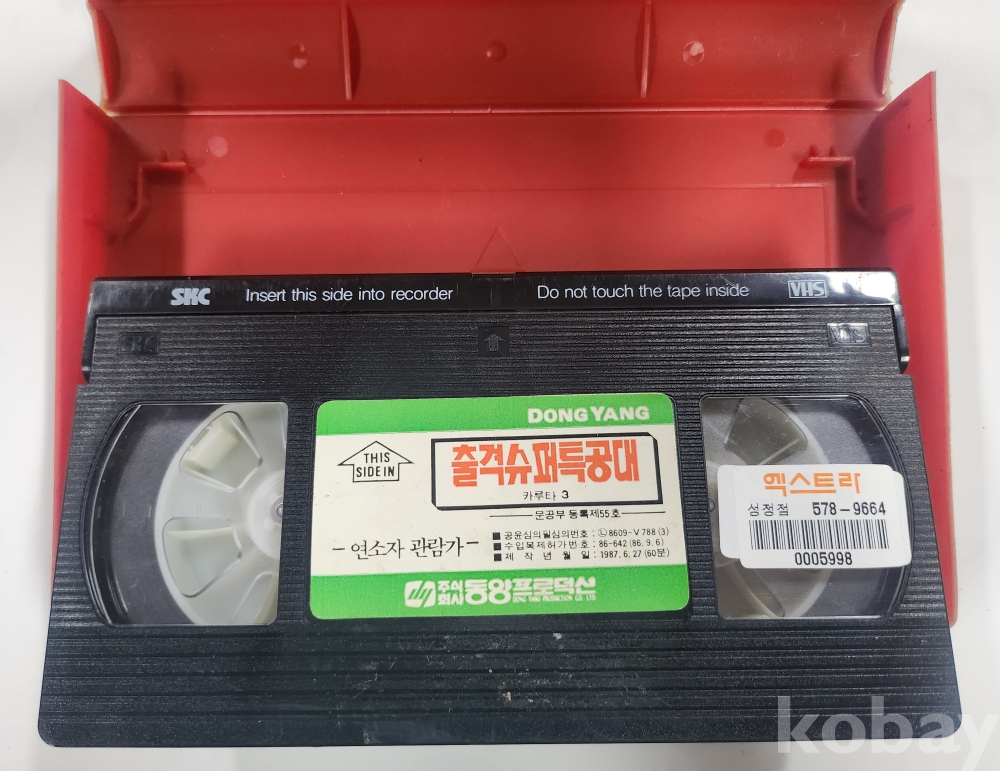 SKC Insert this side into recorder Do not touch the tape inside VHS
VHS
DONG YANG
THIS
SIDE IN
출격슈퍼특공대
카루타 3
문공부 등록제55호
- 연소자 관람가 -
■ 공윤심의필심의번호 : Ⓛ 8609-V 788 (3)
■ 수입복제허가번호 : 86-642 (86. 9. 6)
■ 제 작 년 월 일 : 1987. 6. 27 (60분)
dy 주식회사 동양프로덕션
DONG YANG PRODUCTION CO. LTD.
엑스트라
성정점 578-9664
0005998
kobay